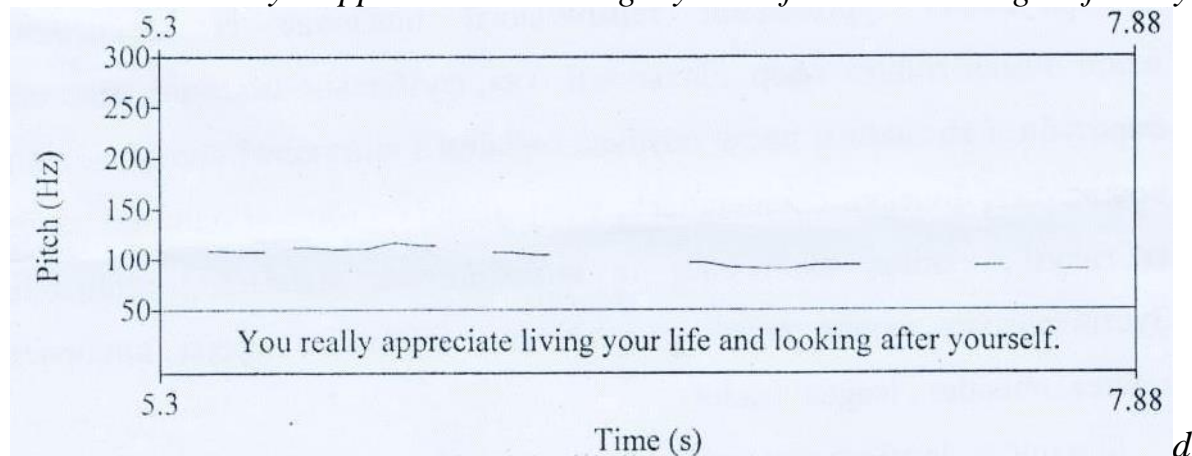 5.3 7.88
300
250
200
150
100
50
Pitch (Hz)
You really appreciate living your life and looking after yourself.
5.3 7.88
Time (s)
d